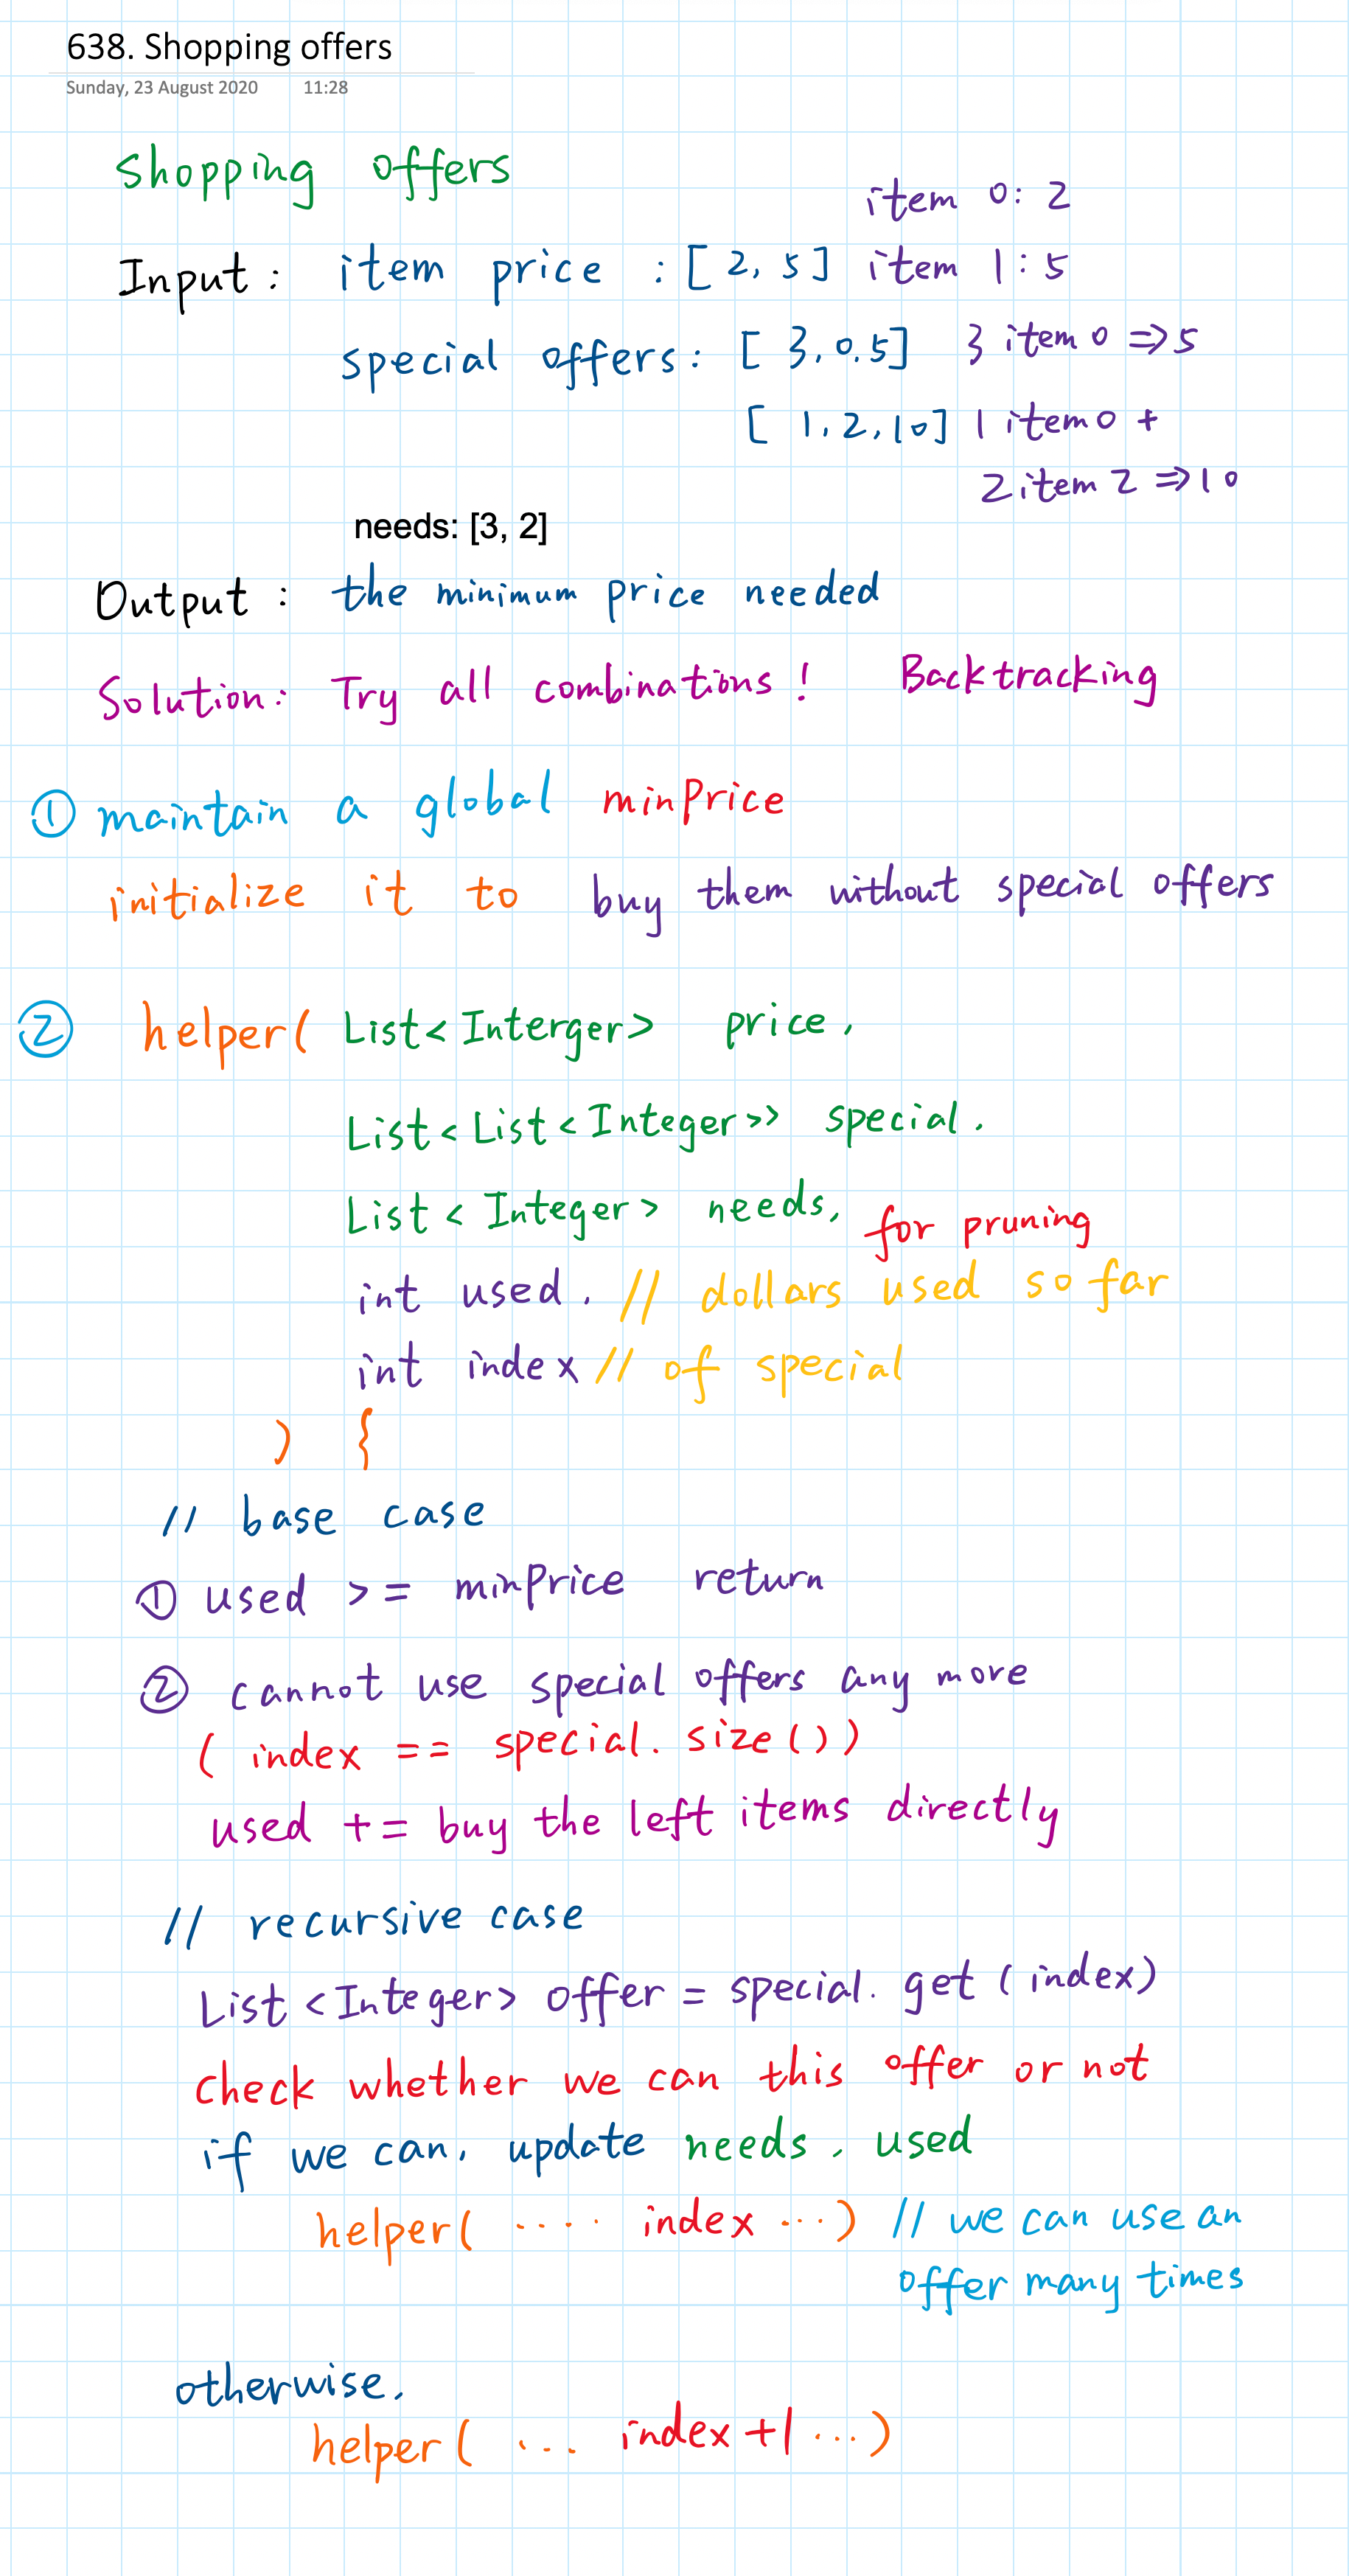 638. Shopping offers
Sunday, 23 August 2020 11:28
Shopping offers
item 0: 2
Input: item price : [2, 5] item 1: 5
special offers: [3, 0, 5] 3 item 0 => 5
[1, 2, 10] 1 item 0 +
2 item 2 => 10
needs: [3, 2]
Output: the minimum price needed
Solution: Try all combinations! Backtracking
① maintain a global minPrice
initialize it to buy them without special offers
② helper( List<Interger> price,
List<List<Integer>> special,
List<Integer> needs, for pruning
int used, // dollars used so far
int index // of special
) {
// base case
① used >= minPrice return
② cannot use special offers any more
( index == special.size())
used += buy the left items directly
// recursive case
List<Integer> offer = special.get(index)
check whether we can this offer or not
if we can, update needs, used
helper( .... index ...) // we can use an
offer many times
otherwise,
helper( ... index+1 ...)